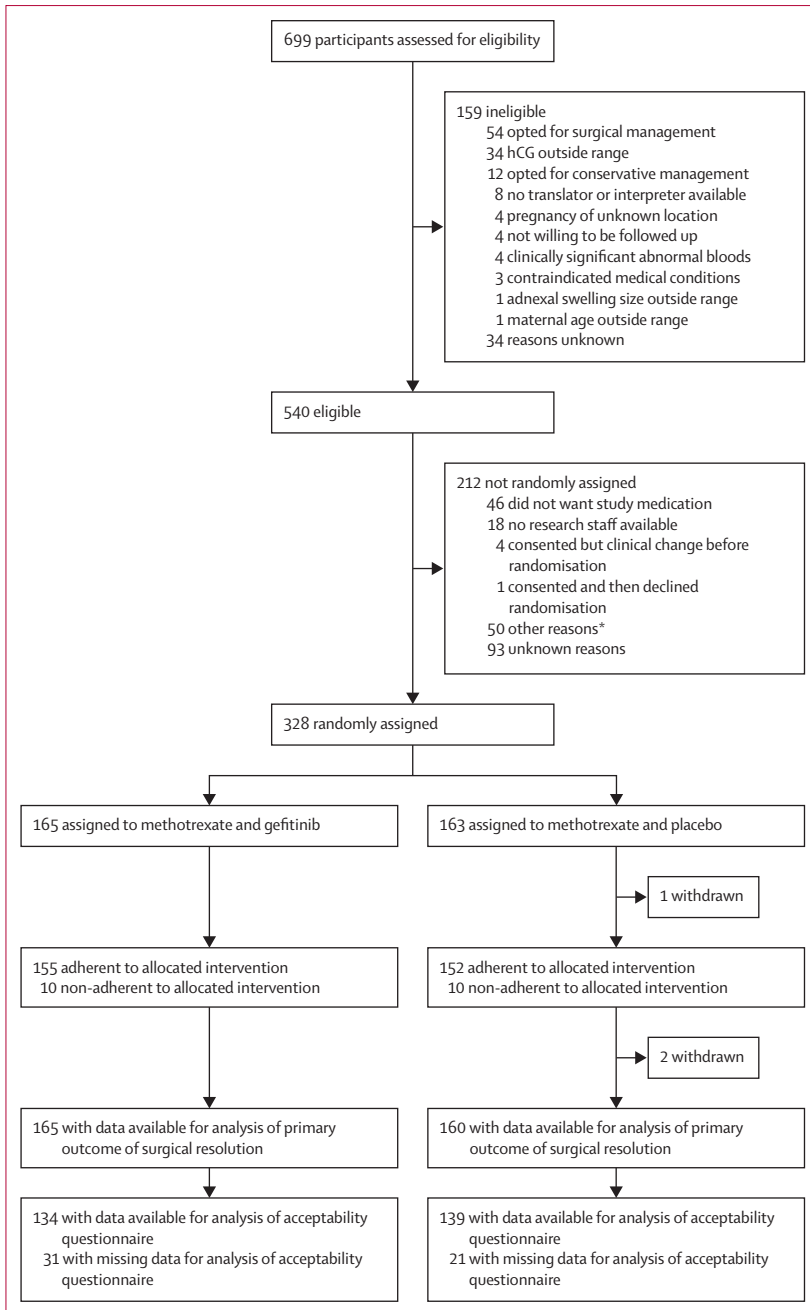 699 participants assessed for eligibility
159 ineligible
54 opted for surgical management
34 hCG outside range
12 opted for conservative management
8 no translator or interpreter available
4 pregnancy of unknown location
4 not willing to be followed up
4 clinically significant abnormal bloods
3 contraindicated medical conditions
1 adnexal swelling size outside range
1 maternal age outside range
34 reasons unknown
540 eligible
212 not randomly assigned
46 did not want study medication
18 no research staff available
4 consented but clinical change before
randomisation
1 consented and then declined
randomisation
50 other reasons*
93 unknown reasons
328 randomly assigned
165 assigned to methotrexate and gefitinib
163 assigned to methotrexate and placebo
1 withdrawn
155 adherent to allocated intervention
10 non-adherent to allocated intervention
152 adherent to allocated intervention
10 non-adherent to allocated intervention
2 withdrawn
165 with data available for analysis of primary
outcome of surgical resolution
160 with data available for analysis of primary
outcome of surgical resolution
134 with data available for analysis of acceptability
questionnaire
31 with missing data for analysis of acceptability
questionnaire
139 with data available for analysis of acceptability
questionnaire
21 with missing data for analysis of acceptability
questionnaire